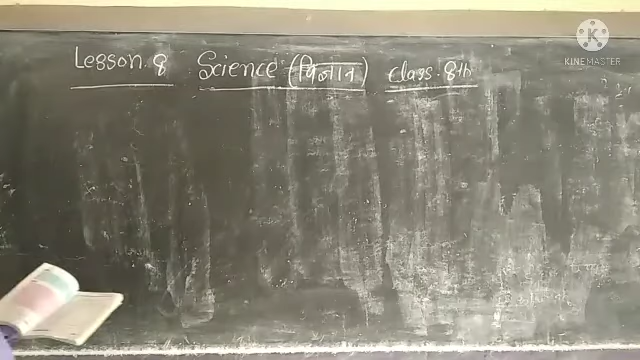 Lesson 8 Science (विज्ञान) Class 8th
KINEMASTER